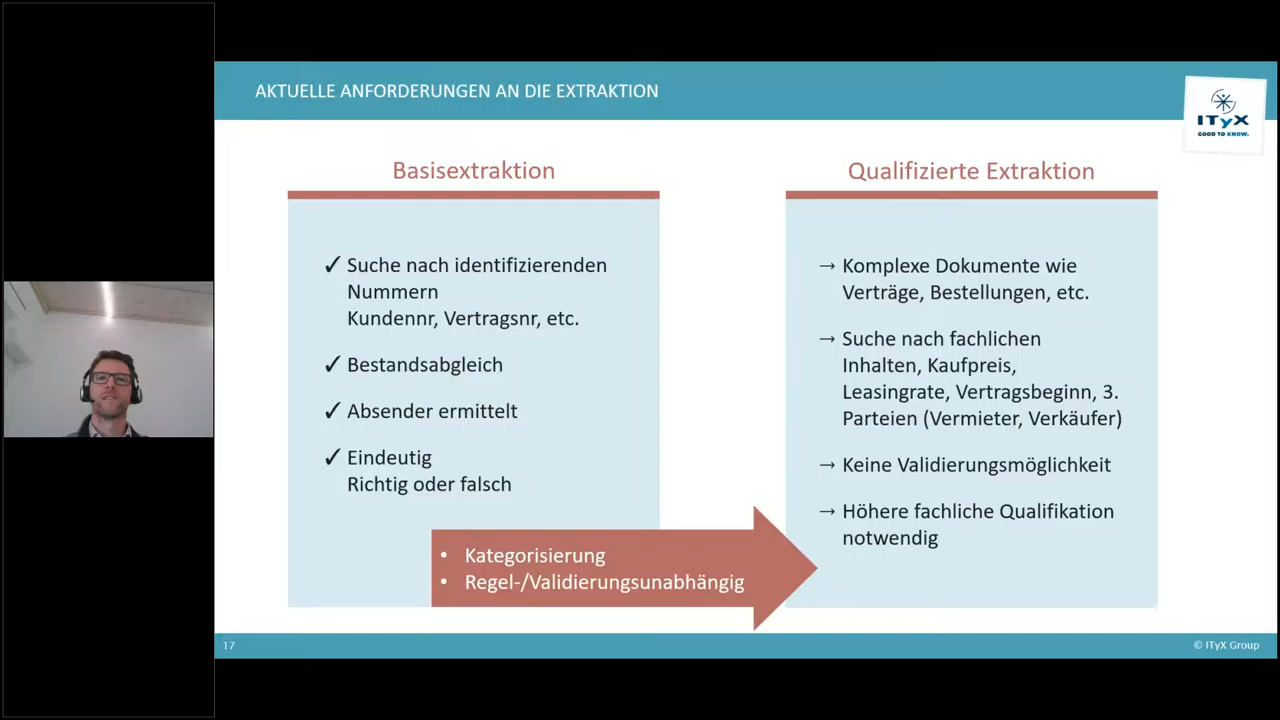 AKTUELLE ANFORDERUNGEN AN DIE EXTRAKTION
ITyX
GOOD TO KNOW.
Basisextraktion
✓ Suche nach identifizierenden
Nummern
Kundennr, Vertragsnr, etc.
✓ Bestandsabgleich
✓ Absender ermittelt
✓ Eindeutig
Richtig oder falsch
Qualifizierte Extraktion
→ Komplexe Dokumente wie
Verträge, Bestellungen, etc.
→ Suche nach fachlichen
Inhalten, Kaufpreis,
Leasingrate, Vertragsbeginn, 3.
Parteien (Vermieter, Verkäufer)
→ Keine Validierungsmöglichkeit
→ Höhere fachliche Qualifikation
notwendig
• Kategorisierung
• Regel-/Validierungsunabhängig
17
© ITyX Group